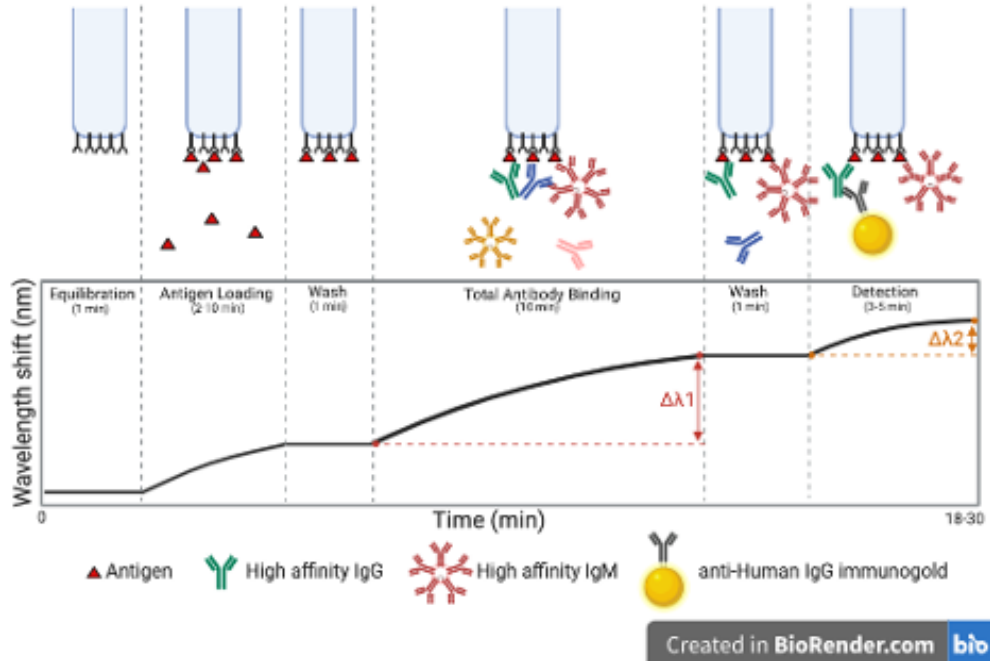 Equilibration
(1 min)
Antigen Loading
(2-10 min)
Wash
(1 min)
Total Antibody Binding
(10 min)
Wash
(1 min)
Detection
(3-5 min)
Wavelength shift (nm)
Δλ1
Δλ2
0
Time (min)
18-30
Antigen
High affinity IgG
High affinity IgM
anti-Human IgG immunogold
Created in BioRender.com
bio